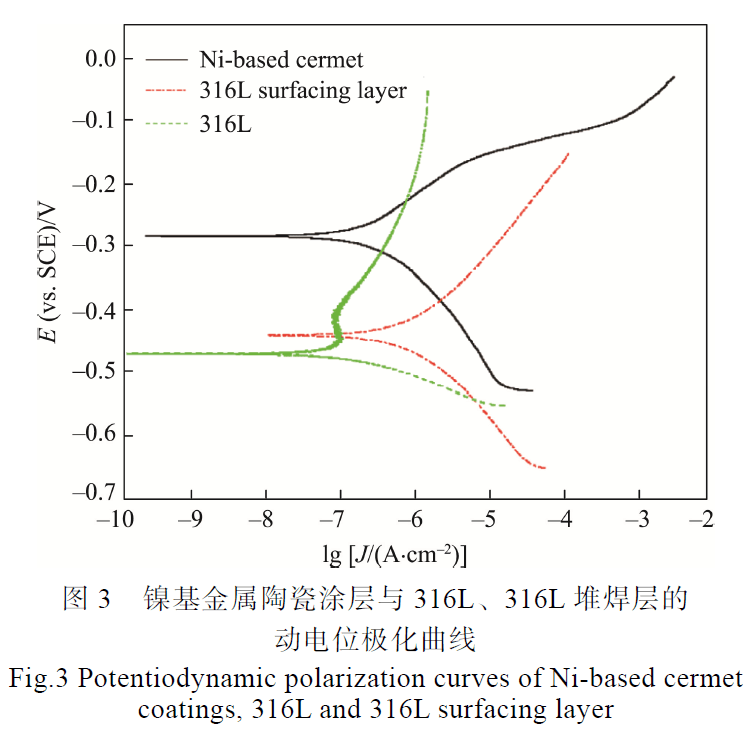 0.0
−0.1
−0.2
−0.3
−0.4
−0.5
−0.6
−0.7
E (vs. SCE)/V
Ni-based cermet
316L surfacing layer
316L
−10 −9 −8 −7 −6 −5 −4 −3 −2
lg [J/(A·cm⁻²)]
图 3 镍基金属陶瓷涂层与 316L、316L 堆焊层的
动电位极化曲线
Fig.3 Potentiodynamic polarization curves of Ni-based cermet
coatings, 316L and 316L surfacing layer